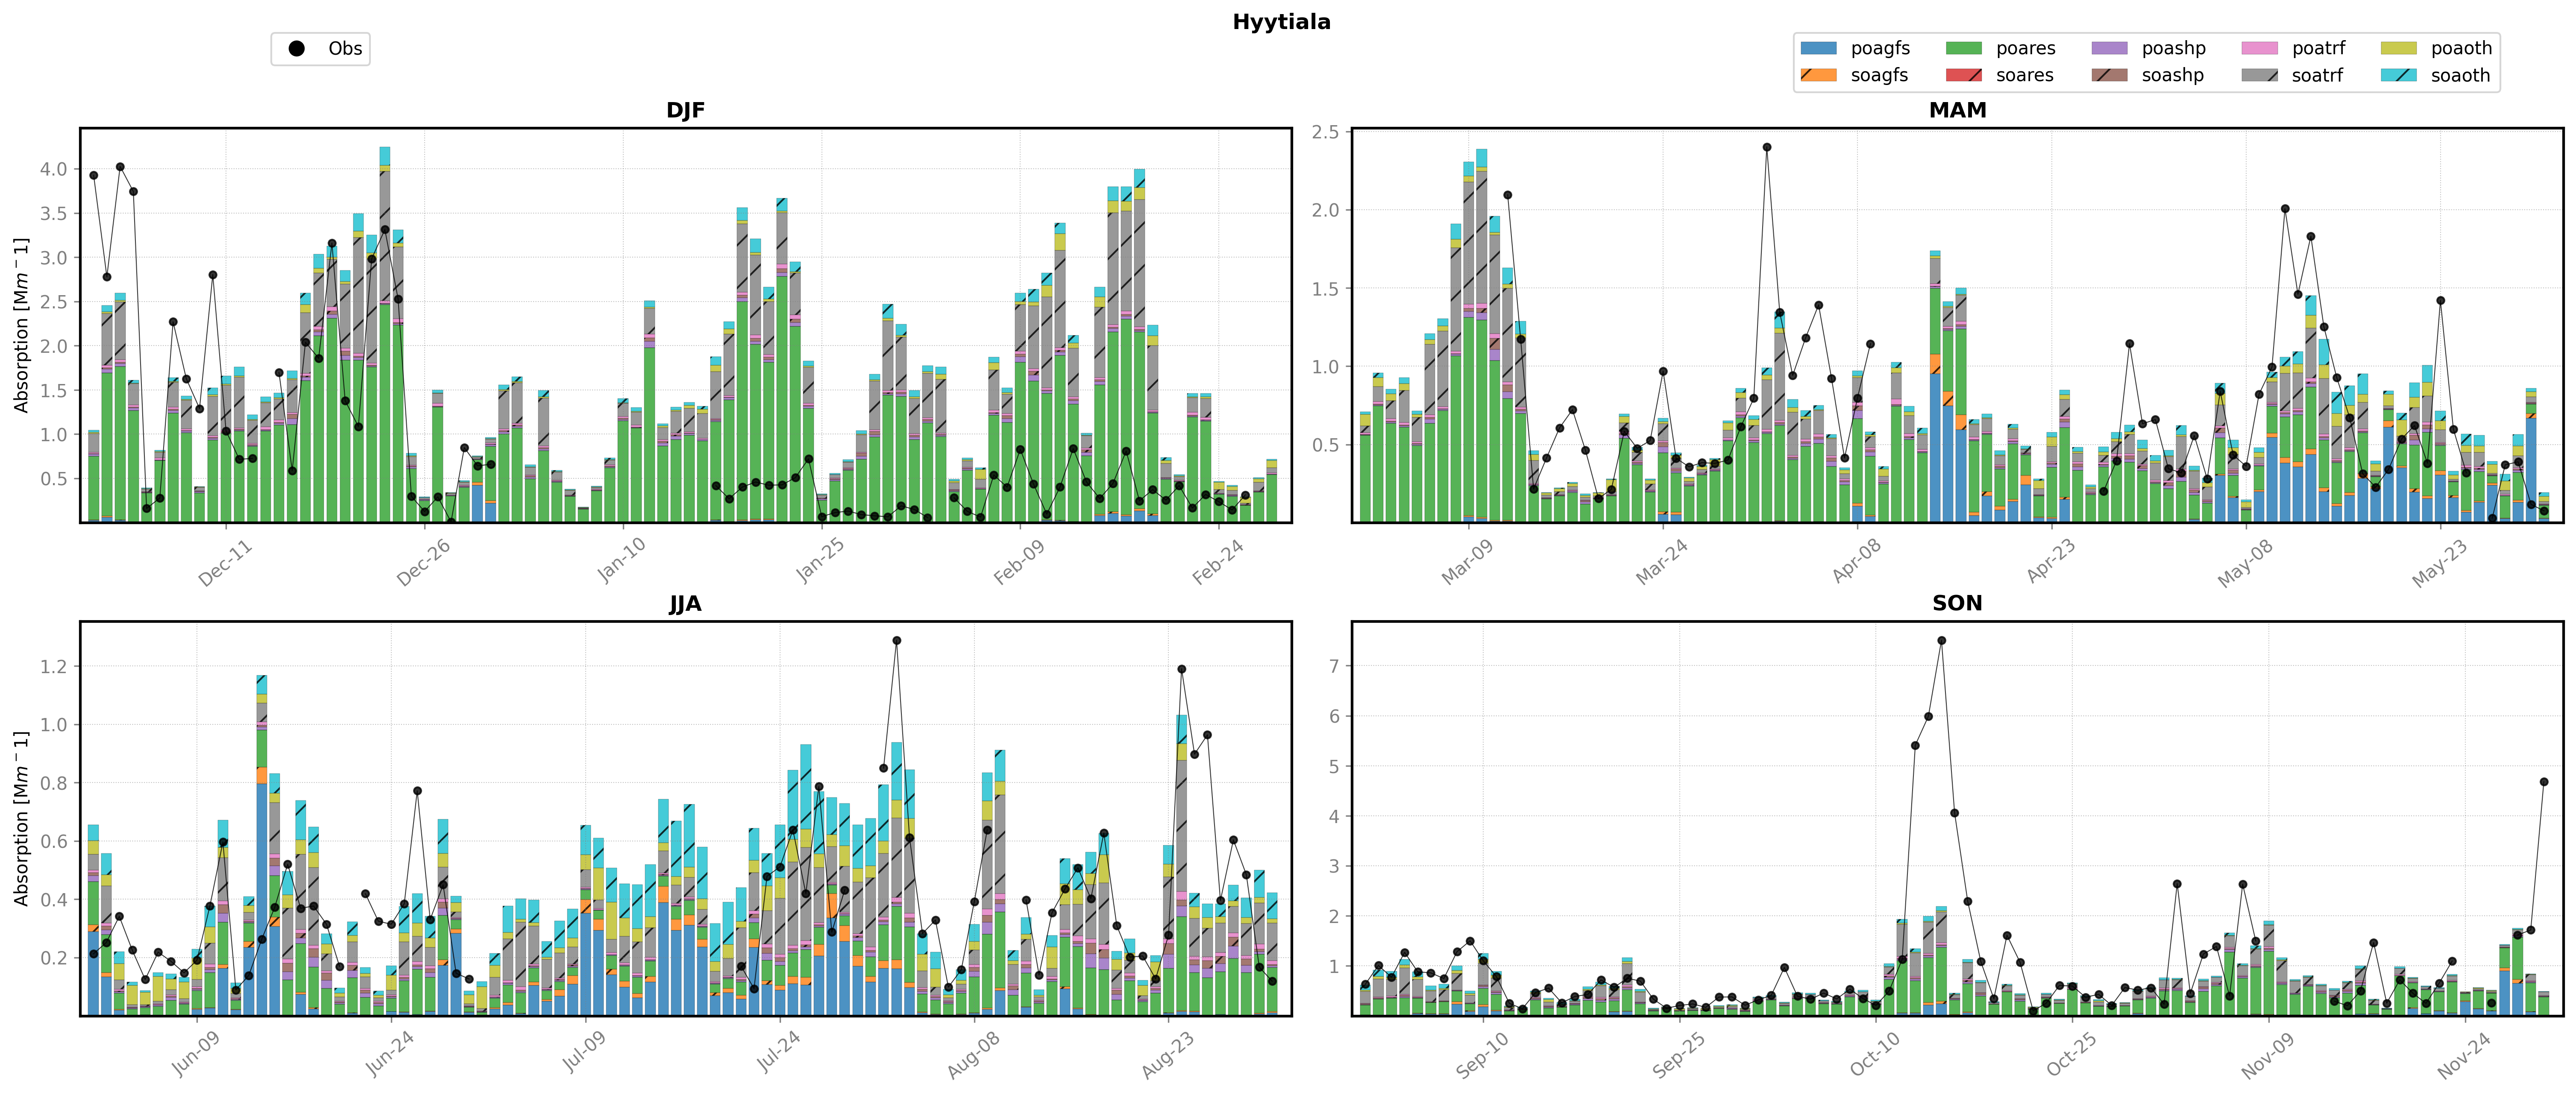 Hyytiala
Obs
poagfs poares poashp poatrf poaoth
soagfs soares soashp soatrf soaoth
DJF
MAM
Absorption [Mm−1]
4.0
3.5
3.0
2.5
2.0
1.5
1.0
0.5
Dec-11 Dec-26 Jan-10 Jan-25 Feb-09 Feb-24
2.5
2.0
1.5
1.0
0.5
Mar-09 Mar-24 Apr-08 Apr-23 May-08 May-23
JJA
SON
Absorption [Mm−1]
1.2
1.0
0.8
0.6
0.4
0.2
Jun-09 Jun-24 Jul-09 Jul-24 Aug-08 Aug-23
7
6
5
4
3
2
1
Sep-10 Sep-25 Oct-10 Oct-25 Nov-09 Nov-24